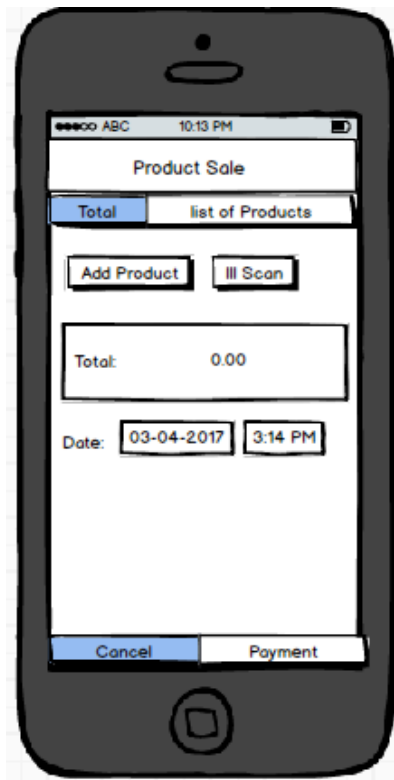 ABC 10:13 PM
Product Sale
Total list of Products
Add Product III Scan
Total: 0.00
Date: 03-04-2017 3:14 PM
Cancel Payment